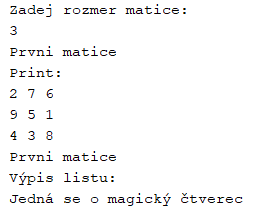 Zadej rozmer matice:
3
Prvni matice
Print:
2 7 6
9 5 1
4 3 8
Prvni matice
Výpis listu:
Jedná se o magický čtverec